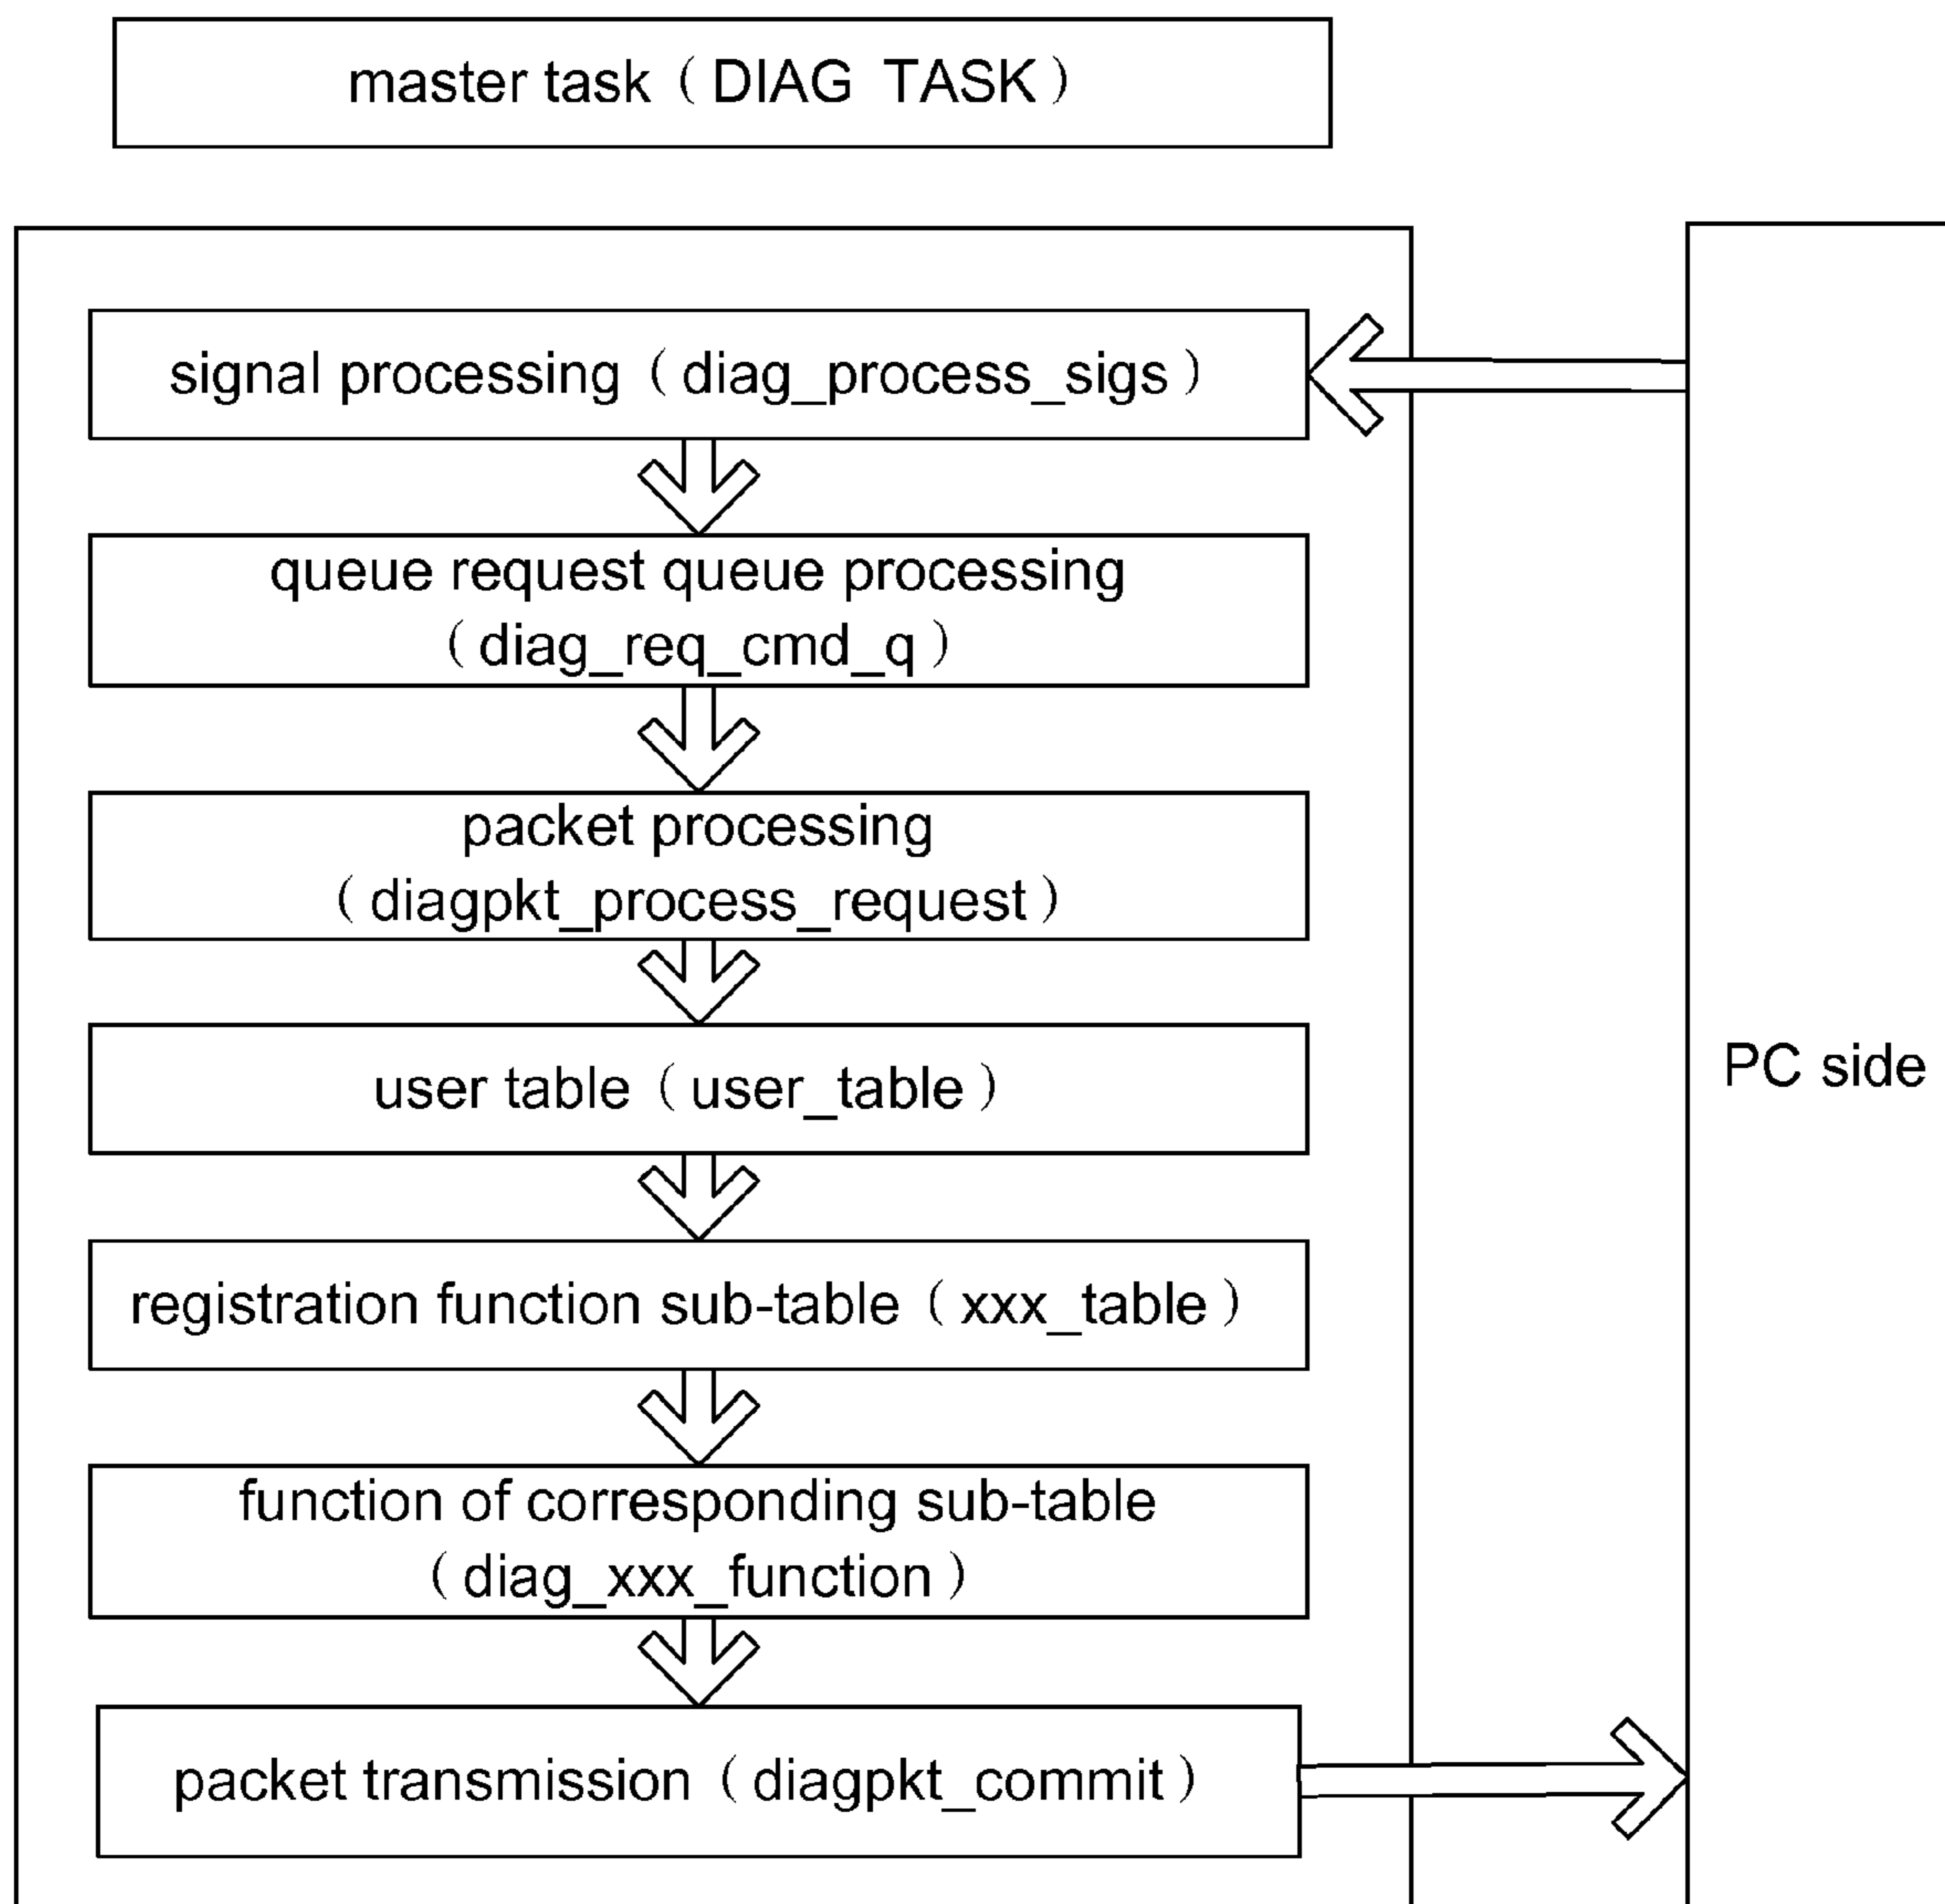 master task（DIAG TASK）
signal processing（diag_process_sigs）
queue request queue processing
（diag_req_cmd_q）
packet processing
（diagpkt_process_request）
user table（user_table）
PC side
registration function sub-table（xxx_table）
function of corresponding sub-table
（diag_xxx_function）
packet transmission（diagpkt_commit）